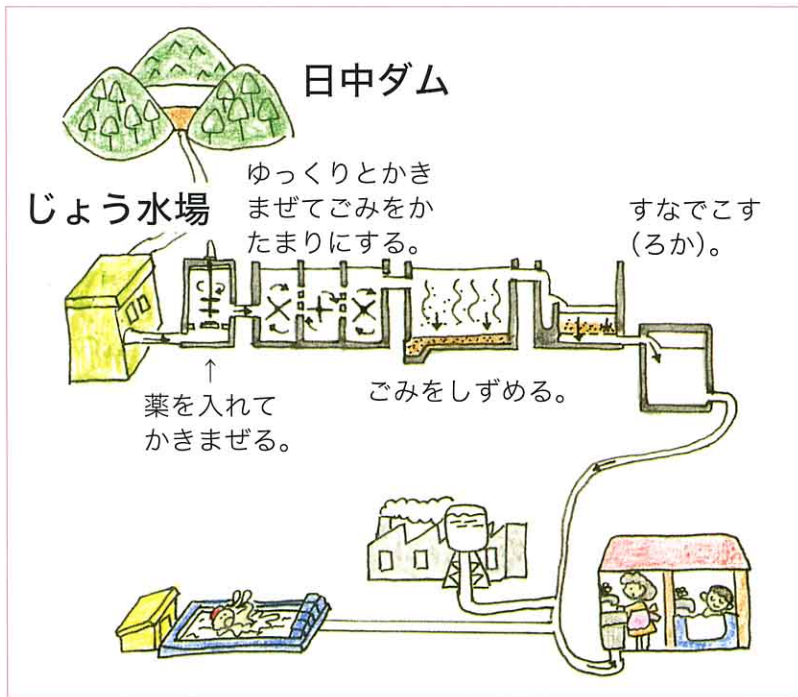 日中ダム
じょう水場
ゆっくりとかき
まぜてごみをか
たまりにする。
すなでこす
(ろか)。
↑
薬を入れて
かきまぜる。
ごみをしずめる。